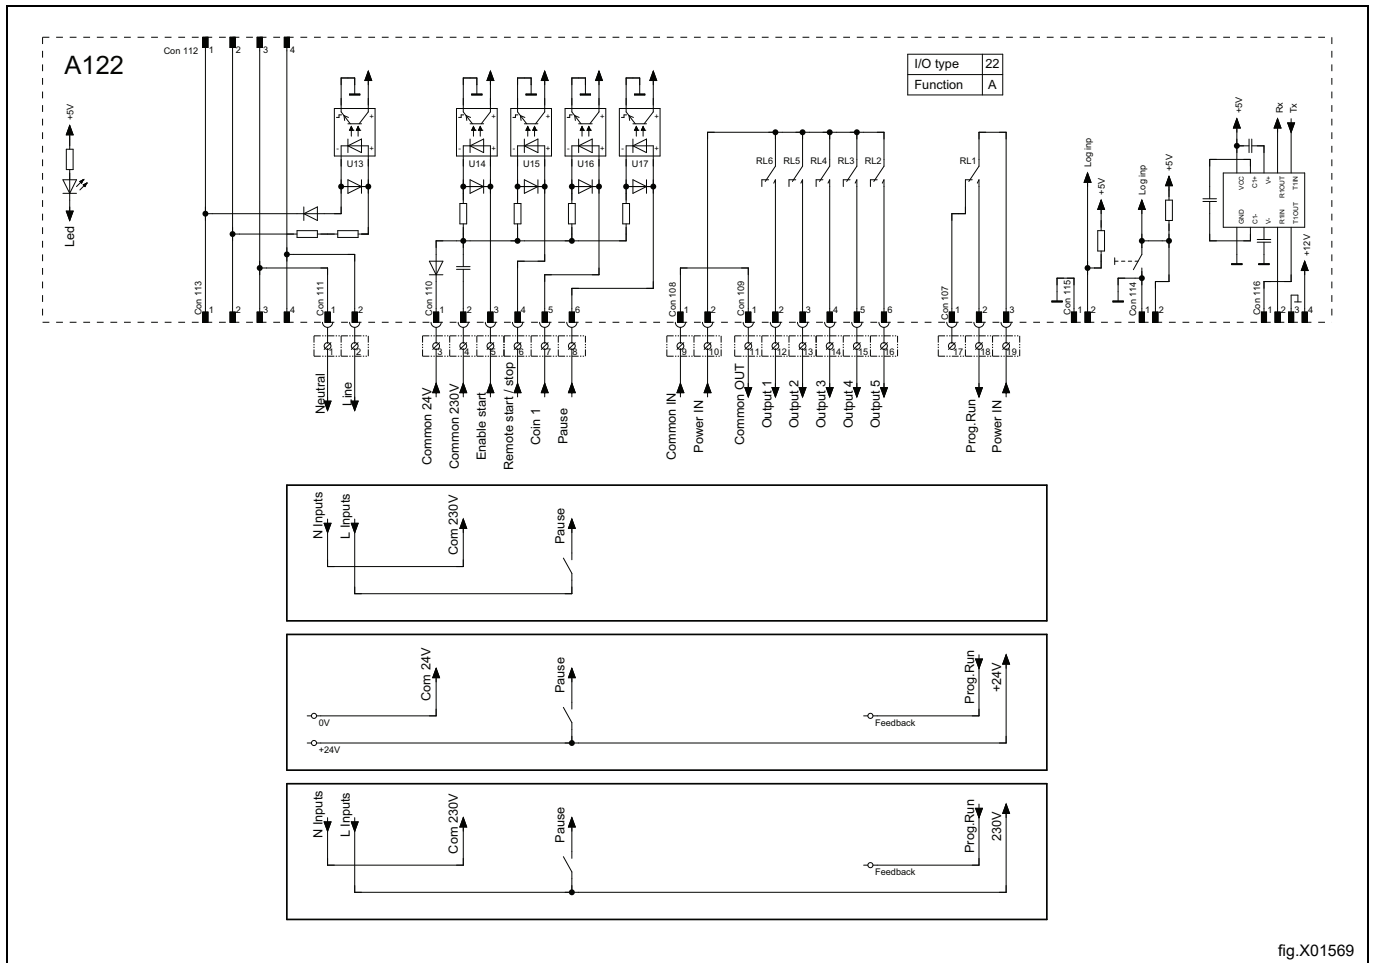 A122
I/O type 22
Function A
Con 112 1 2 3 4
+5V
Led
U13 U14 U15 U16 U17
- + - + - + - + - +
RL6 RL5 RL4 RL3 RL2
RL1
Log inp
+5V
Log inp
+5V
+5V
Rx
Tx
VCC C1+ V+ R1OUT T1IN
GND C1- V- R1IN T1OUT
+12V
Con 113 1 2 3 4
Con 111 1 2
Con 110 1 2 3 4 5 6
Con 108 1 2
Con 109 1 2 3 4 5 6
Con 107 1 2 3
Con 115 1 2
Con 114 1 2
Con 116 1 2 3 4
1 2 3 4 5 6 7 8 9 10 11 12 13 14 15 16 17 18 19
Neutral
Line
Common 24V
Common 230V
Enable start
Remote start / stop
Coin 1
Pause
Common IN
Power IN
Common OUT
Output 1
Output 2
Output 3
Output 4
Output 5
Prog.Run
Power IN
N Inputs
L Inputs
Com 230V
Pause
Com 24V
Pause
Prog.Run
+24V
0V
Feedback
+24V
N Inputs
L Inputs
Com 230V
Pause
Prog.Run
230V
Feedback
fig.X01569